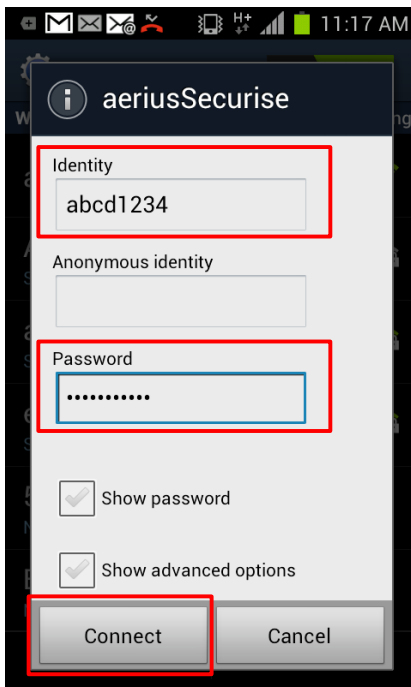 H+ 11:17 AM
aeriusSecurise
Identity
abcd1234
Anonymous identity
Password
•••••••••••
Show password
Show advanced options
Connect Cancel